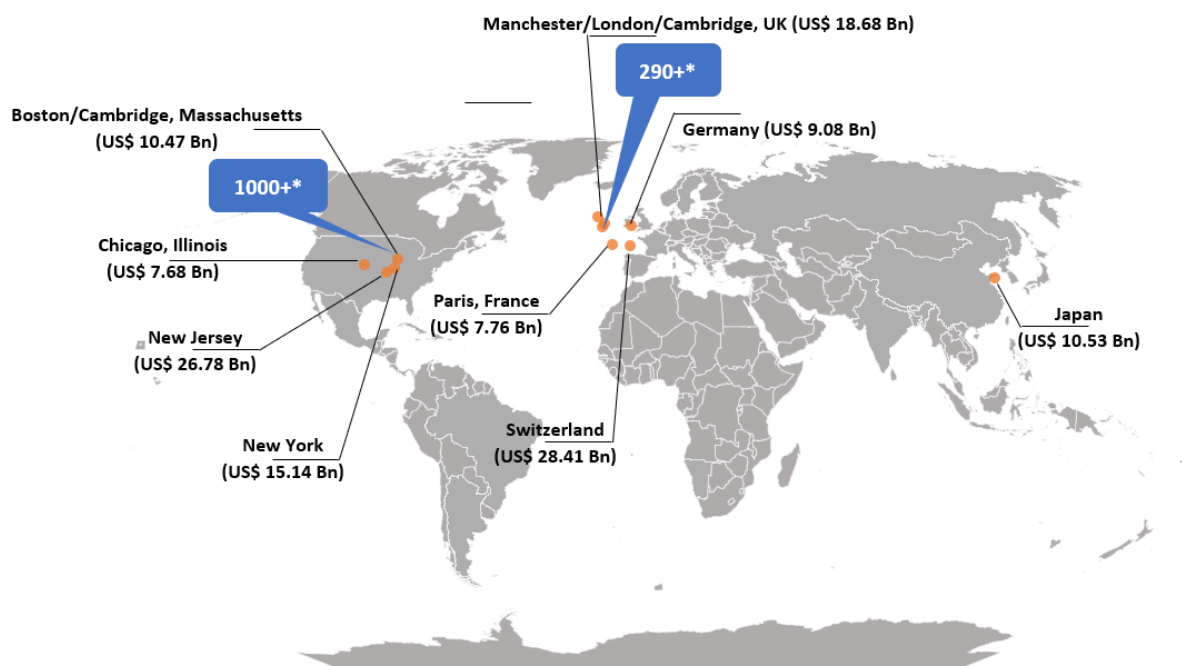 Manchester/London/Cambridge, UK (US$ 18.68 Bn)
290+*
Boston/Cambridge, Massachusetts
(US$ 10.47 Bn)
Germany (US$ 9.08 Bn)
1000+*
Chicago, Illinois
(US$ 7.68 Bn)
Paris, France
(US$ 7.76 Bn)
Japan
(US$ 10.53 Bn)
New Jersey
(US$ 26.78 Bn)
Switzerland
(US$ 28.41 Bn)
New York
(US$ 15.14 Bn)